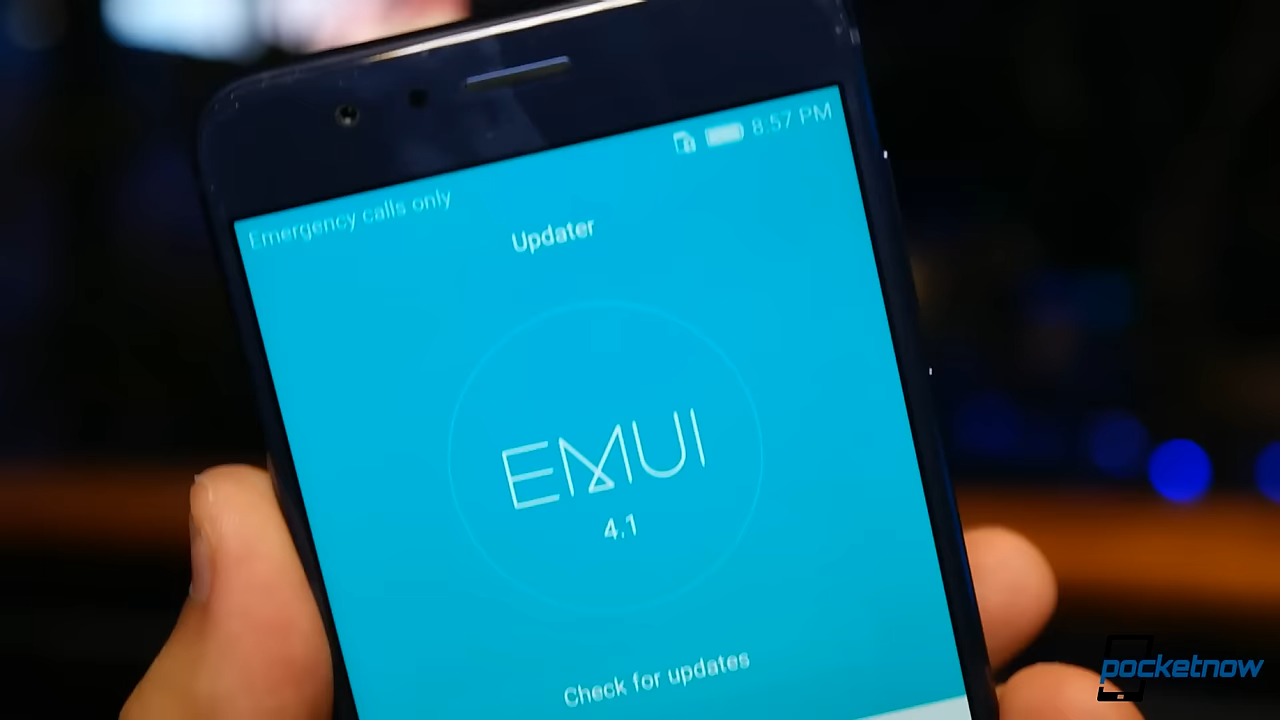 8:57 PM
Emergency calls only
Updater
EMUI
4.1
Check for updates
pocketnow